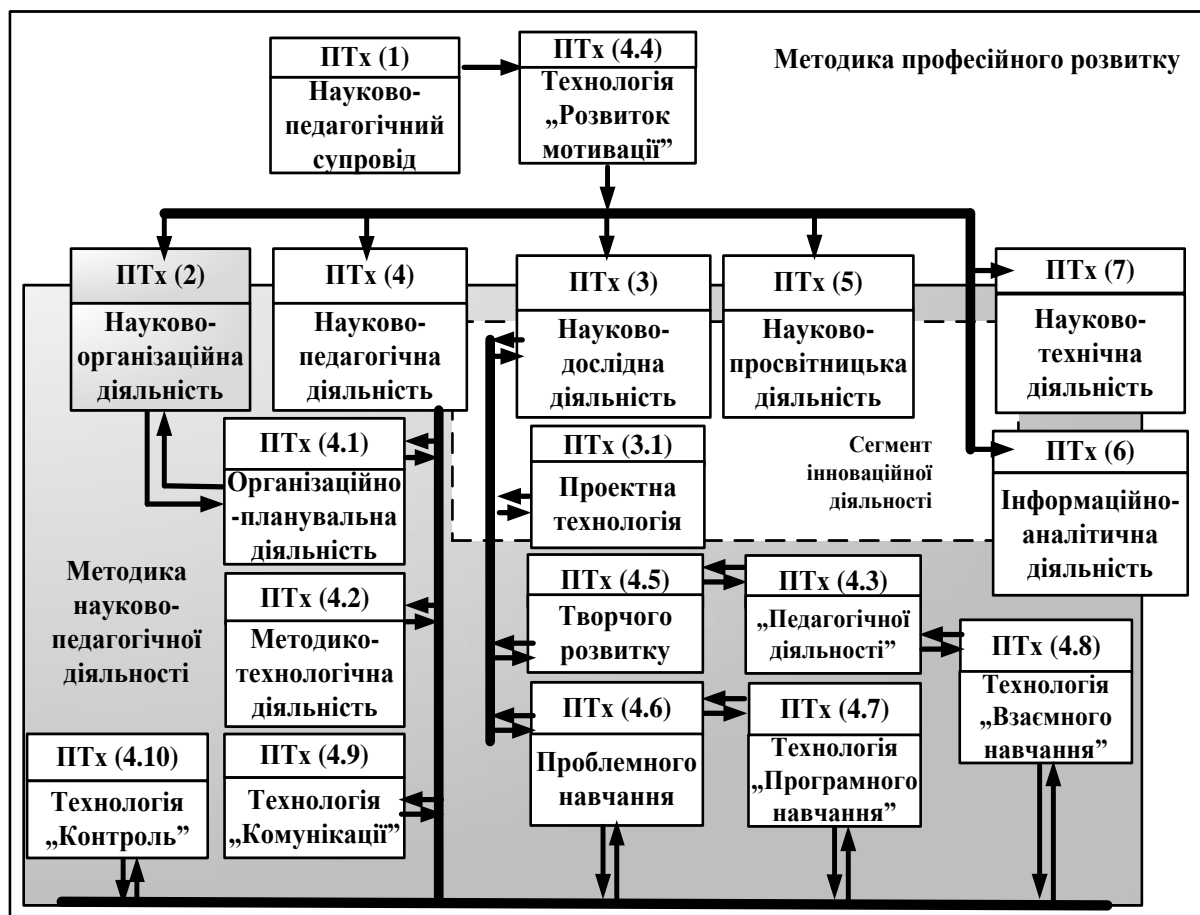 Методика професійного розвитку
ПТх (1)
Науково-
педагогічний
супровід
ПТх (4.4)
Технологія
„Розвиток
мотивації”
ПТх (2)
Науково-
організаційна
діяльність
ПТх (4)
Науково-
педагогічна
діяльність
ПТх (3)
Науково-
дослідна
діяльність
ПТх (5)
Науково-
просвітницька
діяльність
ПТх (7)
Науково-
технічна
діяльність
ПТх (4.1)
Організаційно
-планувальна
діяльність
ПТх (3.1)
Проектна
технологія
Сегмент
інноваційної
діяльності
ПТх (6)
Інформаційно-
аналітична
діяльність
Методика
науково-
педагогічної
діяльності
ПТх (4.2)
Методико-
технологічна
діяльність
ПТх (4.5)
Творчого
розвитку
ПТх (4.3)
„Педагогічної
діяльності”
ПТх (4.8)
Технологія
„Взаємного
навчання”
ПТх (4.10)
Технологія
„Контроль”
ПТх (4.9)
Технологія
„Комунікації”
ПТх (4.6)
Проблемного
навчання
ПТх (4.7)
Технологія
„Програмного
навчання”